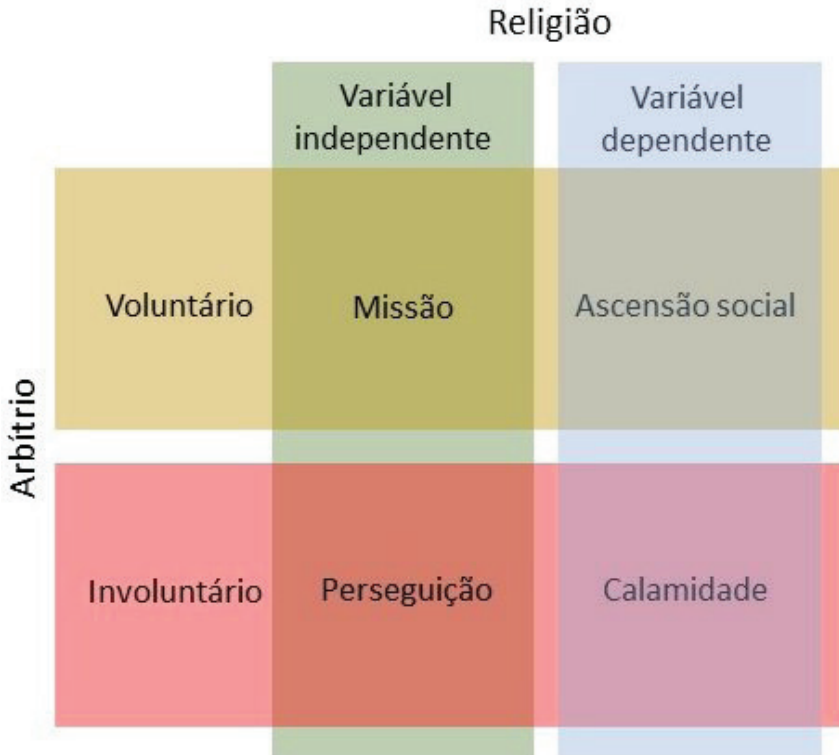 Religião
Variável
independente
Variável
dependente
Arbítrio
Voluntário
Missão
Ascensão social
Involuntário
Perseguição
Calamidade